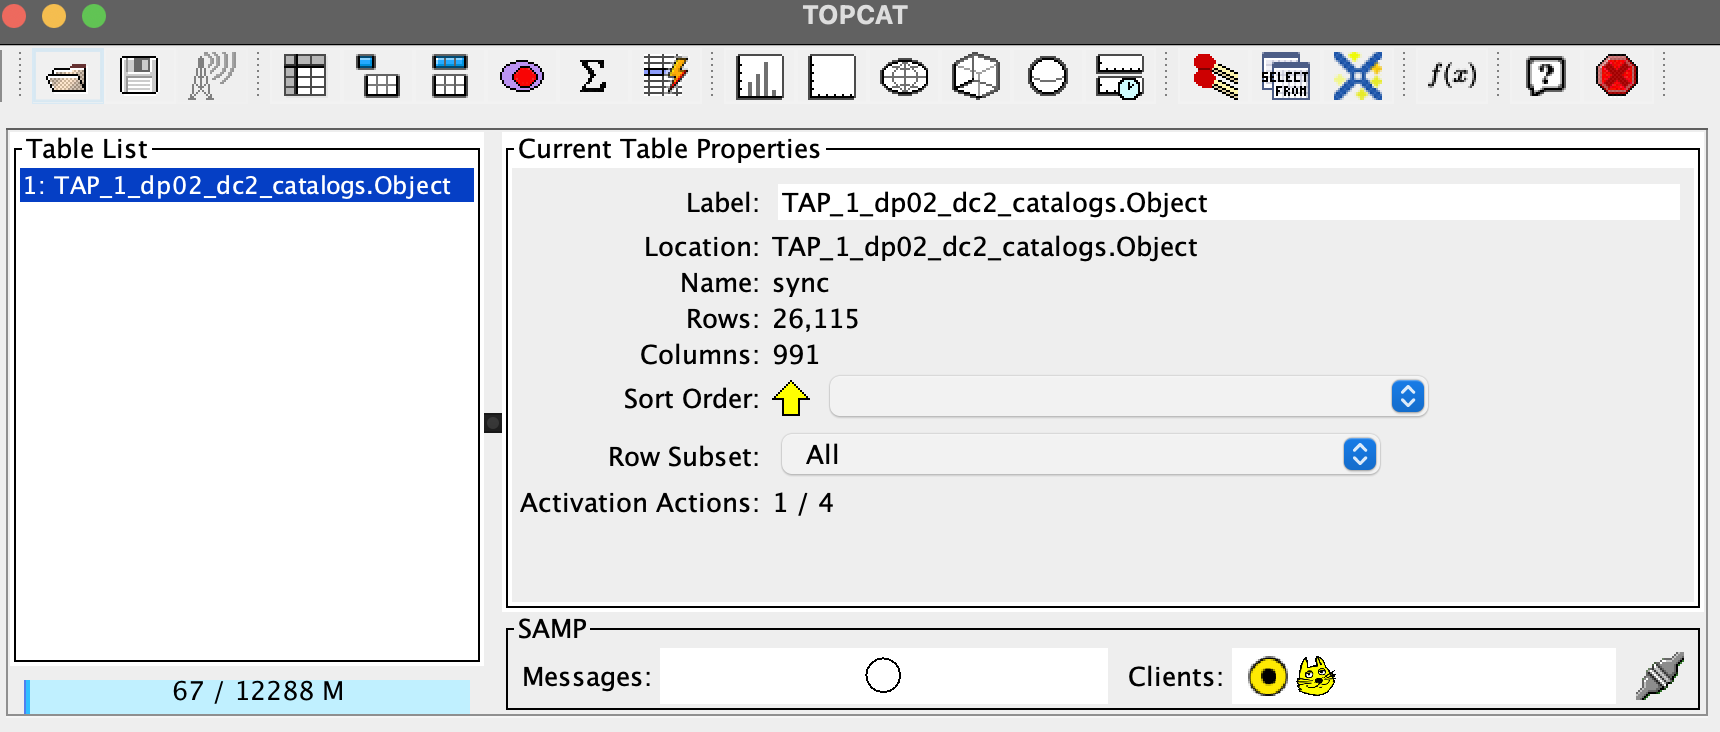 TOPCAT
SELECT
FROM
f(x)
?
Table List
1: TAP_1_dp02_dc2_catalogs.Object
67 / 12288 M
Current Table Properties
Label: TAP_1_dp02_dc2_catalogs.Object
Location: TAP_1_dp02_dc2_catalogs.Object
Name: sync
Rows: 26,115
Columns: 991
Sort Order:
Row Subset: All
Activation Actions: 1 / 4
SAMP
Messages:
Clients: